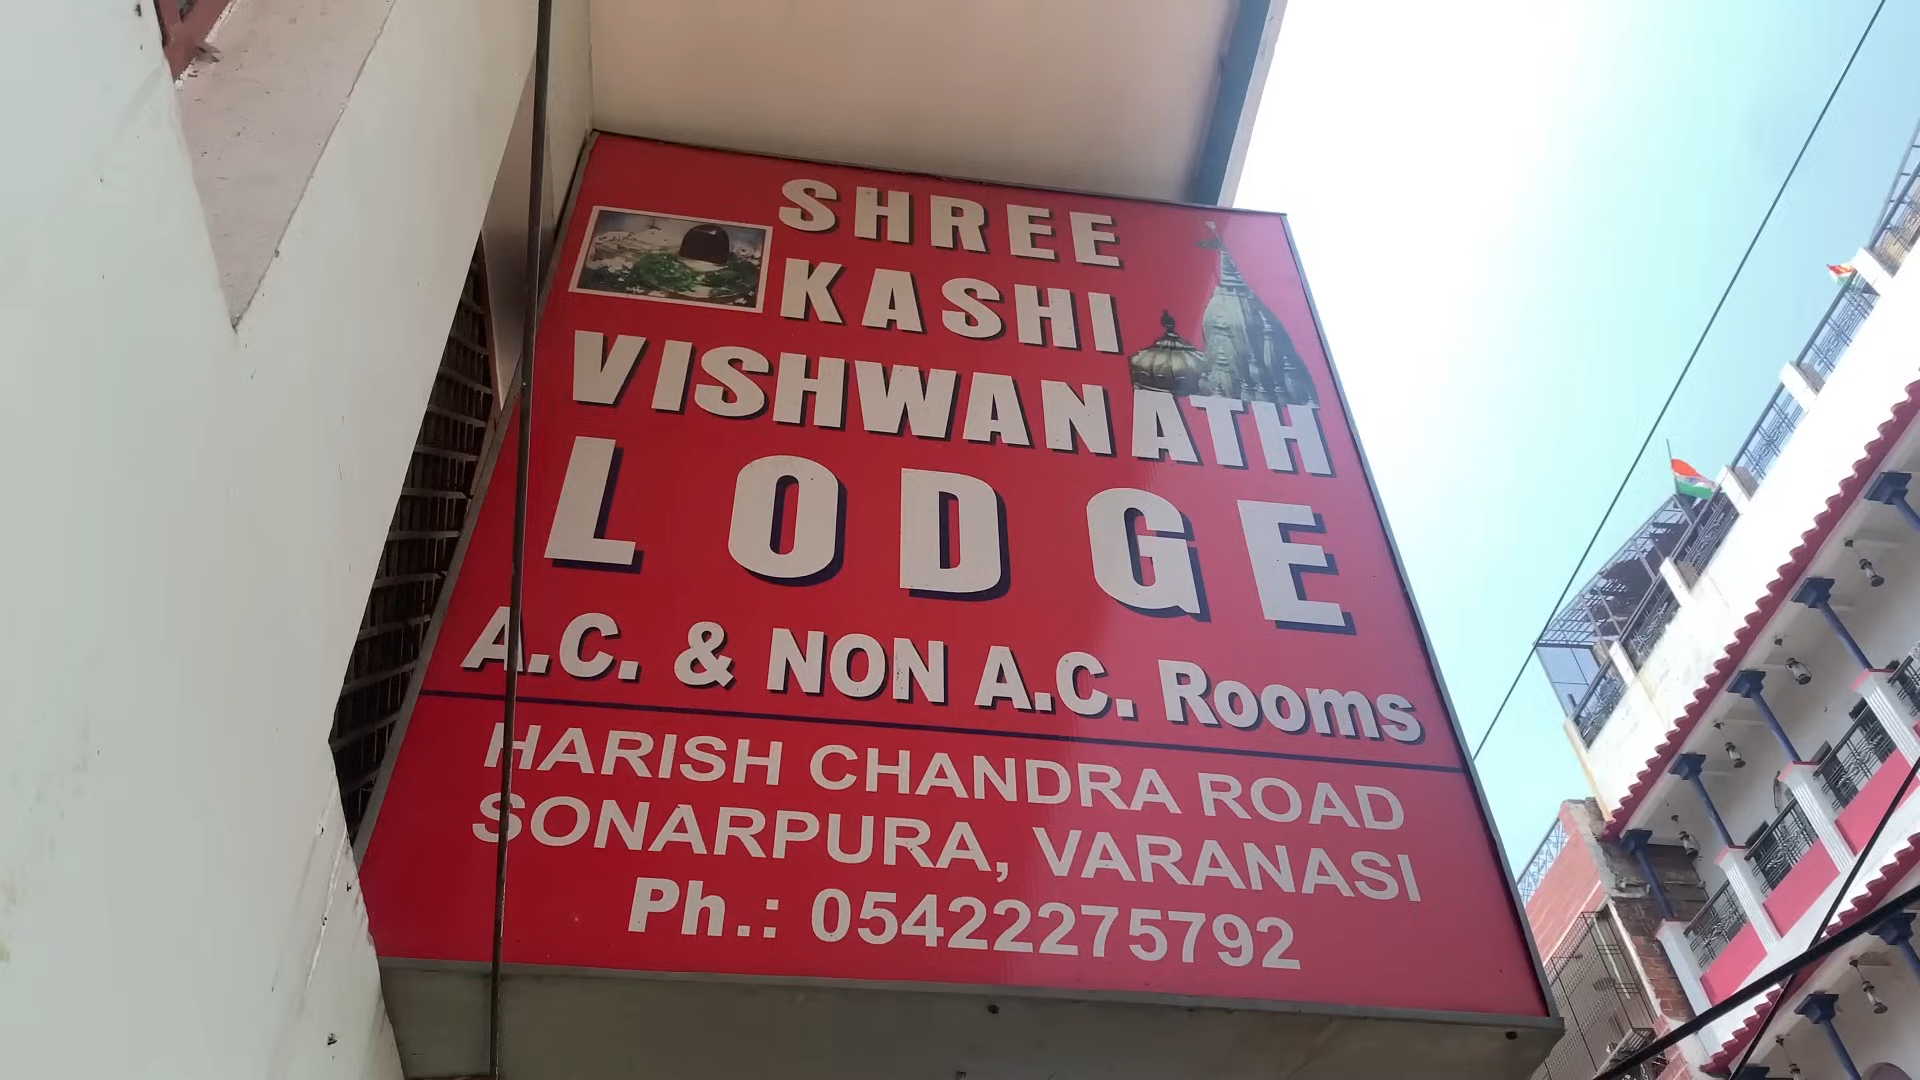 SHREE
KASHI
VISHWANATH
LODGE
A.C. & NON A.C. Rooms
HARISH CHANDRA ROAD
SONARPURA, VARANASI
Ph.: 05422275792